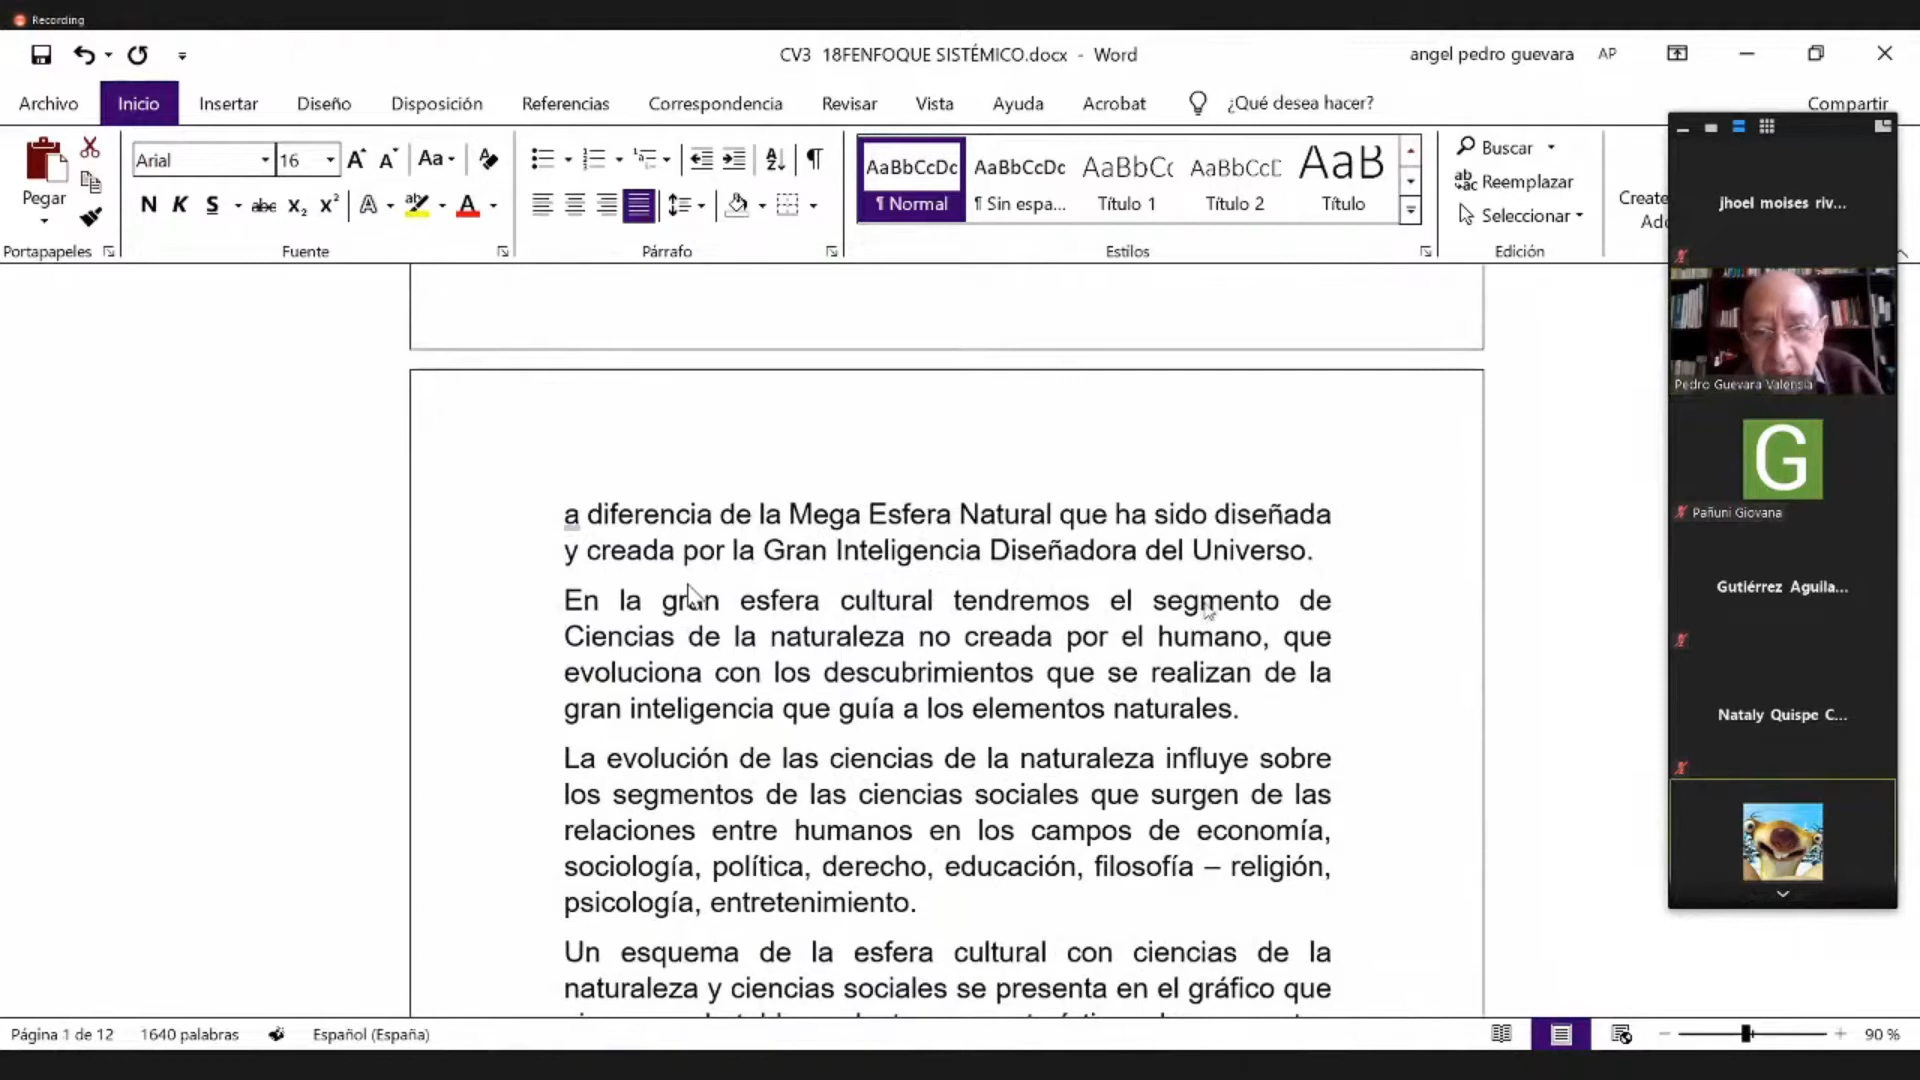 Recording
CV3 18FENFOQUE SISTÉMICO.docx - Word
angel pedro guevara AP
Archivo Inicio Insertar Diseño Disposición Referencias Correspondencia Revisar Vista Ayuda Acrobat ¿Qué desea hacer? Compartir
Pegar
Arial 16
Aa
N K S abc X₂ X²
AaBbCcDc AaBbCcDc AaBbCc AaBbCcD AaB
¶ Normal ¶ Sin espa... Título 1 Título 2 Título
Buscar
Reemplazar
Seleccionar
Create
Portapapeles Fuente Párrafo Estilos Edición
a diferencia de la Mega Esfera Natural que ha sido diseñada
y creada por la Gran Inteligencia Diseñadora del Universo.
En la gran esfera cultural tendremos el segmento de
Ciencias de la naturaleza no creada por el humano, que
evoluciona con los descubrimientos que se realizan de la
gran inteligencia que guía a los elementos naturales.
La evolución de las ciencias de la naturaleza influye sobre
los segmentos de las ciencias sociales que surgen de las
relaciones entre humanos en los campos de economía,
sociología, política, derecho, educación, filosofía – religión,
psicología, entretenimiento.
Un esquema de la esfera cultural con ciencias de la
naturaleza y ciencias sociales se presenta en el gráfico que
jhoel moises riv...
Pedro Guevara Valensia
G
Pañuni Giovana
Gutiérrez Aguila...
Nataly Quispe C...
Página 1 de 12 1640 palabras Español (España) 90 %